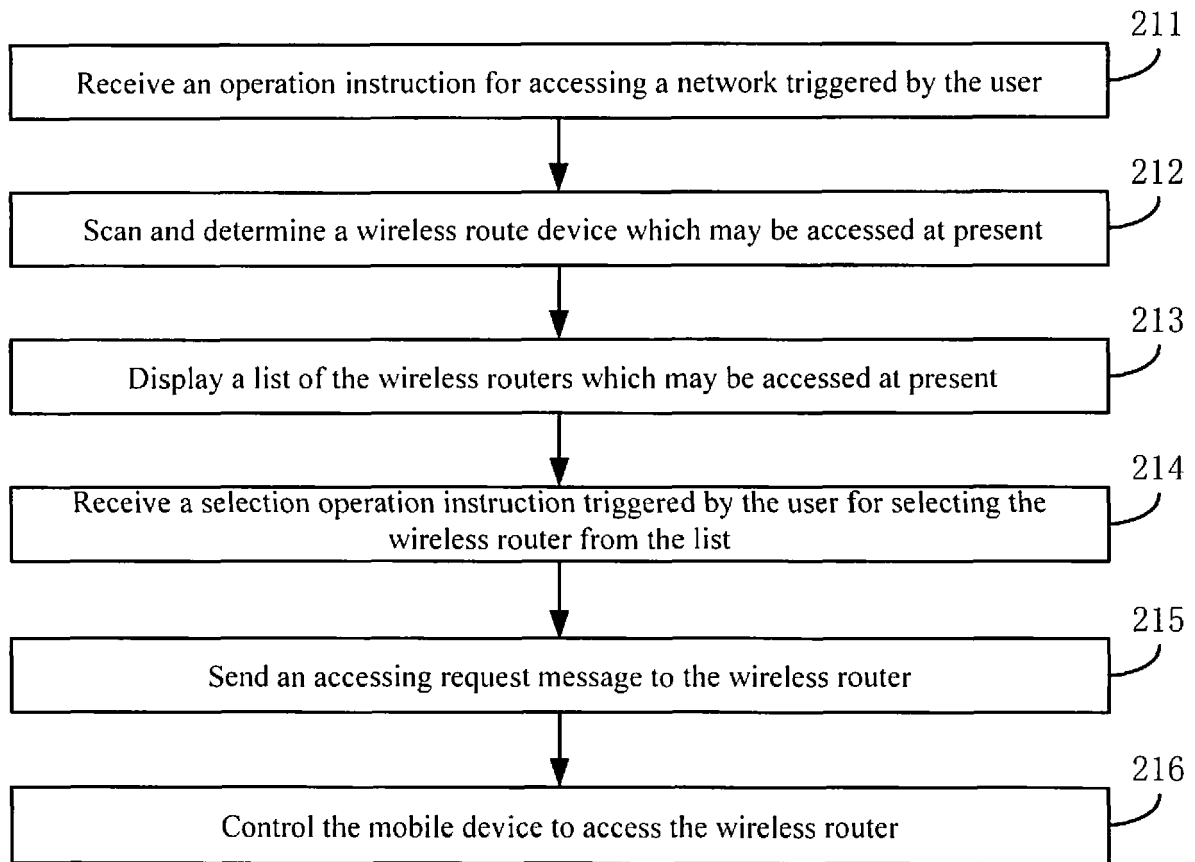 211
Receive an operation instruction for accessing a network triggered by the user
212
Scan and determine a wireless route device which may be accessed at present
213
Display a list of the wireless routers which may be accessed at present
214
Receive a selection operation instruction triggered by the user for selecting the
wireless router from the list
215
Send an accessing request message to the wireless router
216
Control the mobile device to access the wireless router